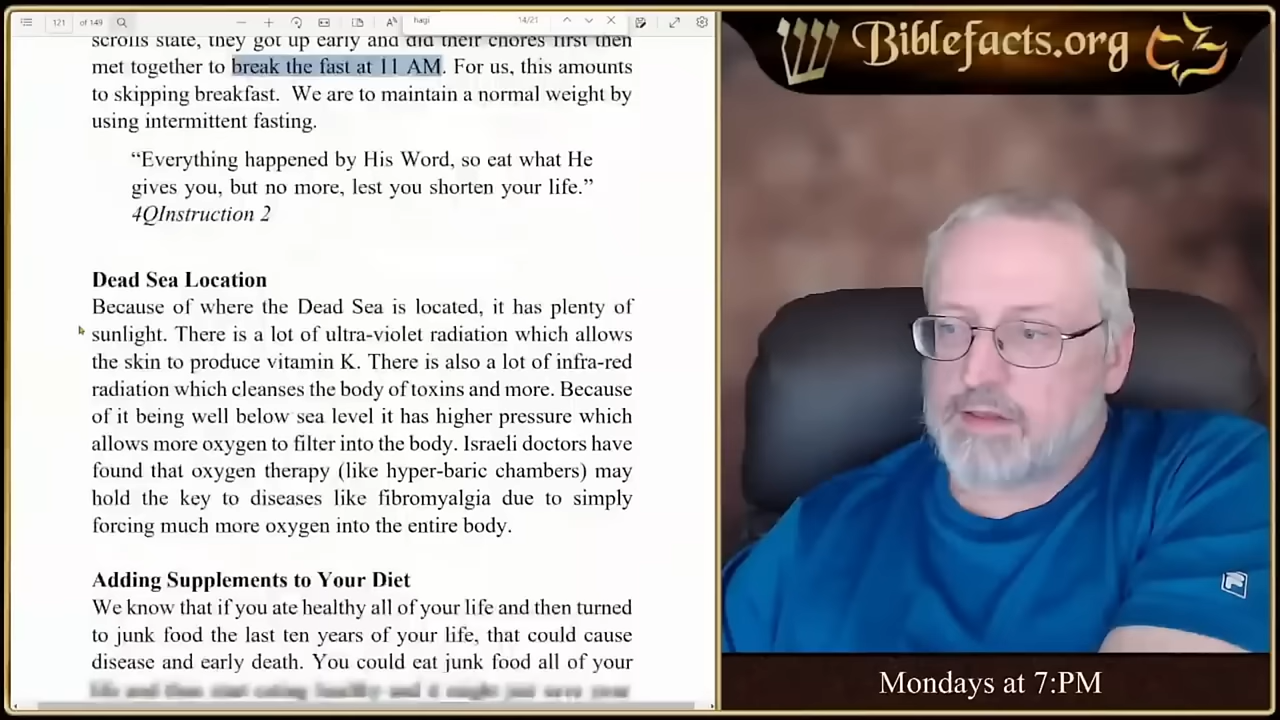 121 of 149
hagi 14/21
scrolls state, they got up early and did their chores first then
met together to break the fast at 11 AM. For us, this amounts
to skipping breakfast. We are to maintain a normal weight by
using intermittent fasting.
“Everything happened by His Word, so eat what He
gives you, but no more, lest you shorten your life.”
4QInstruction 2
Dead Sea Location
Because of where the Dead Sea is located, it has plenty of
sunlight. There is a lot of ultra-violet radiation which allows
the skin to produce vitamin K. There is also a lot of infra-red
radiation which cleanses the body of toxins and more. Because
of it being well below sea level it has higher pressure which
allows more oxygen to filter into the body. Israeli doctors have
found that oxygen therapy (like hyper-baric chambers) may
hold the key to diseases like fibromyalgia due to simply
forcing much more oxygen into the entire body.
Adding Supplements to Your Diet
We know that if you ate healthy all of your life and then turned
to junk food the last ten years of your life, that could cause
disease and early death. You could eat junk food all of your
ש Biblefacts.org
Mondays at 7:PM